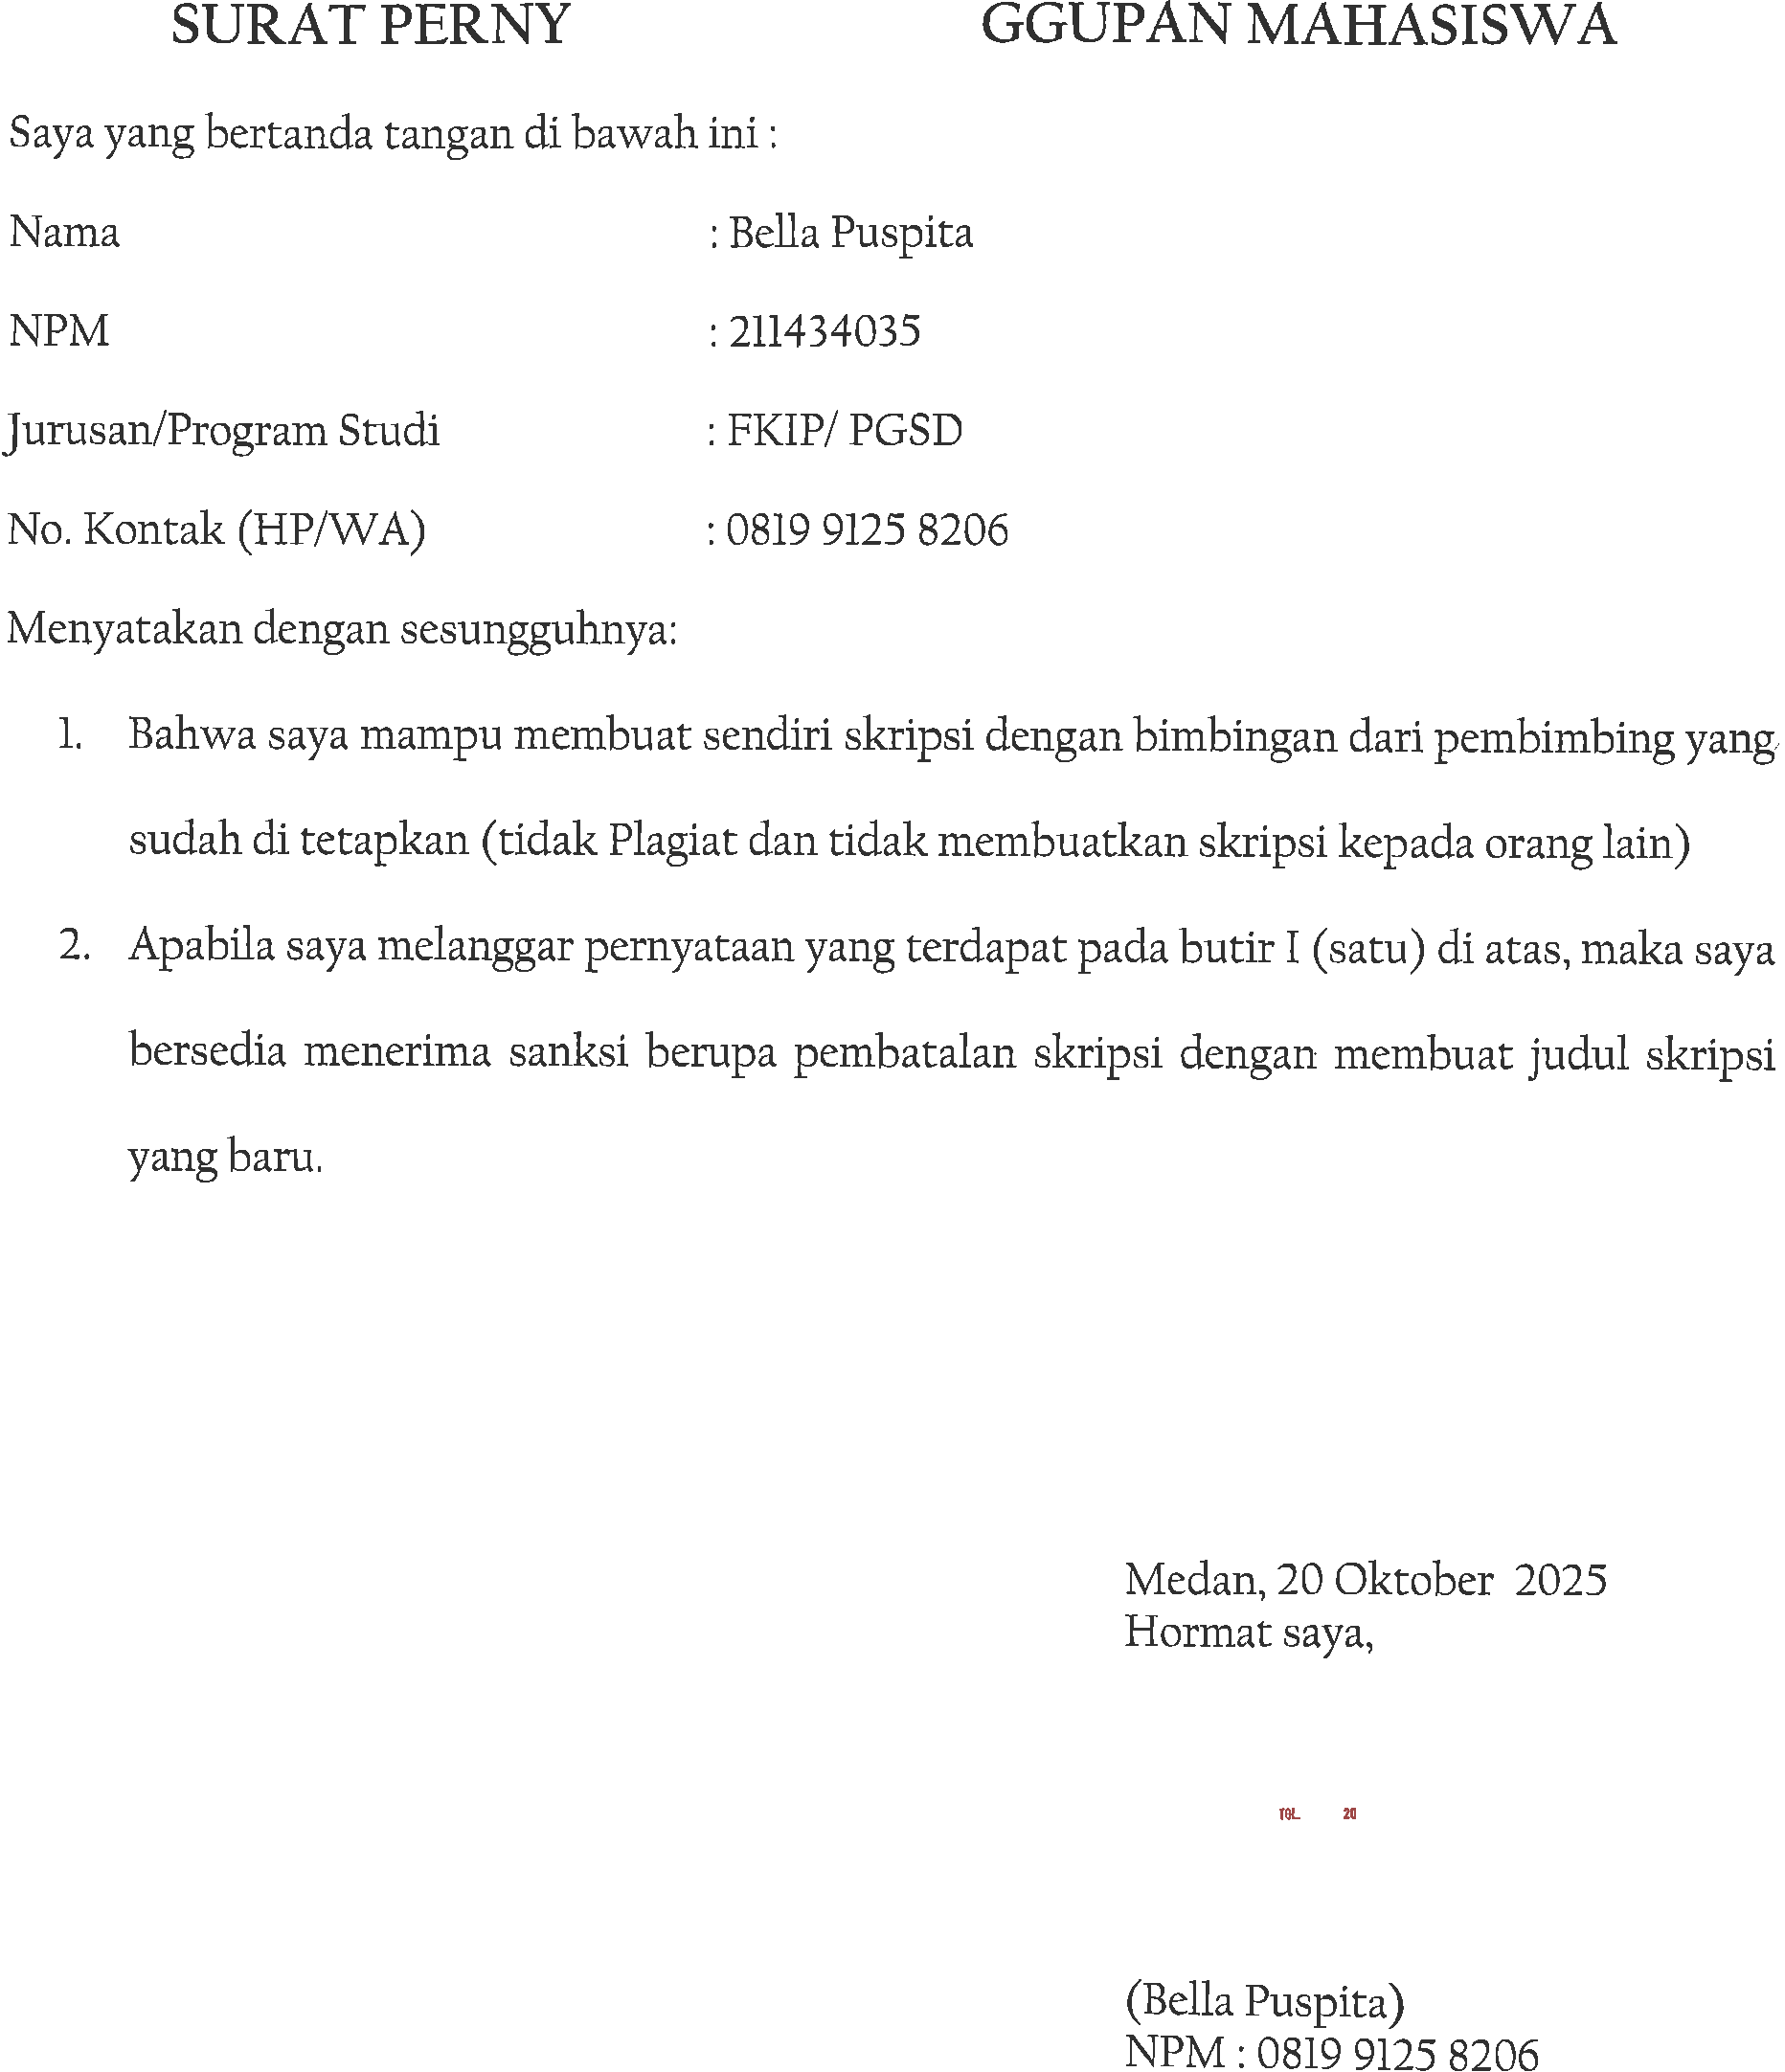 SURAT PERNY GGUPAN MAHASISWA
Saya yang bertanda tangan di bawah ini :
Nama : Bella Puspita
NPM : 211434035
Jurusan/Program Studi : FKIP/ PGSD
No. Kontak (HP/WA) : 0819 9125 8206
Menyatakan dengan sesungguhnya:
1. Bahwa saya mampu membuat sendiri skripsi dengan bimbingan dari pembimbing yang
sudah di tetapkan (tidak Plagiat dan tidak membuatkan skripsi kepada orang lain)
2. Apabila saya melanggar pernyataan yang terdapat pada butir I (satu) di atas, maka saya
bersedia menerima sanksi berupa pembatalan skripsi dengan membuat judul skripsi
yang baru.
Medan, 20 Oktober 2025
Hormat saya,
TGL. 20
(Bella Puspita)
NPM : 0819 9125 8206